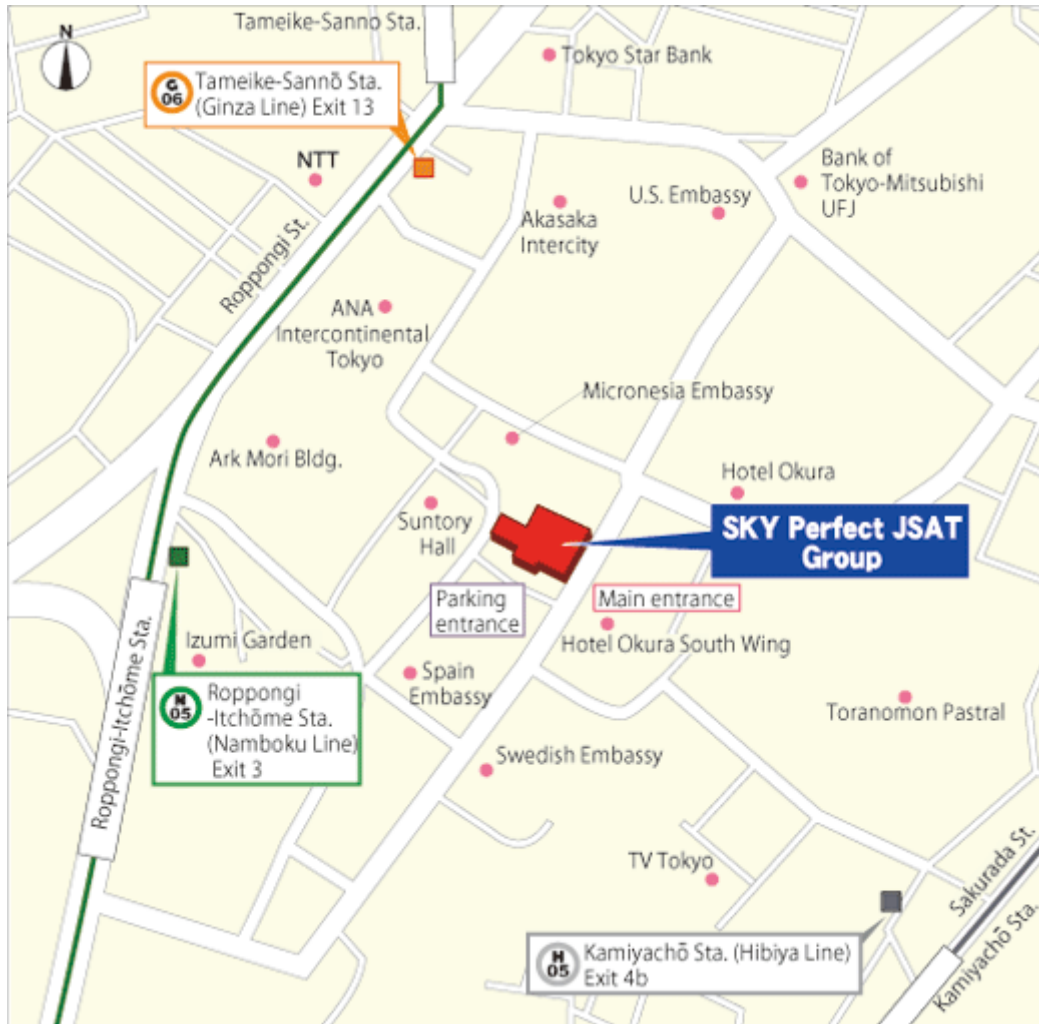 Tameike-Sanno Sta.
N
Tokyo Star Bank
G
06
Tameike-Sannō Sta.
(Ginza Line) Exit 13
NTT
Bank of
Tokyo-Mitsubishi
UFJ
U.S. Embassy
Akasaka
Intercity
Roppongi St.
ANA
Intercontinental
Tokyo
Micronesia Embassy
Ark Mori Bldg.
Hotel Okura
Suntory
Hall
SKY Perfect JSAT
Group
Parking
entrance
Main entrance
Hotel Okura South Wing
Roppongi-Itchōme Sta.
Izumi Garden
Spain
Embassy
N
05
Roppongi
-Itchōme Sta.
(Namboku Line)
Exit 3
Toranomon Pastral
Swedish Embassy
TV Tokyo
Sakurada St.
Kamiyachō Sta.
H
05
Kamiyachō Sta. (Hibiya Line)
Exit 4b